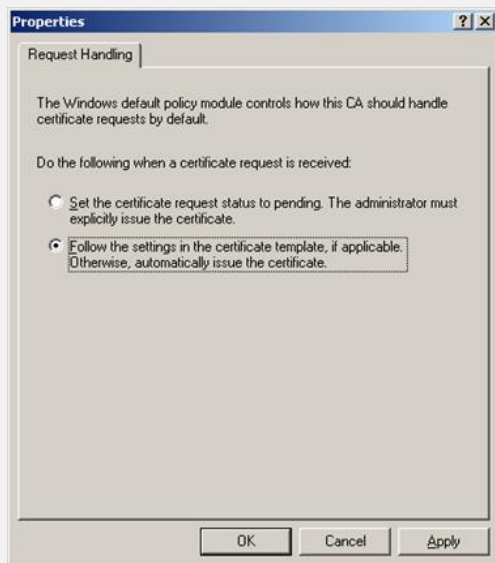 Properties
Request Handling
The Windows default policy module controls how this CA should handle
certificate requests by default.
Do the following when a certificate request is received:
Set the certificate request status to pending. The administrator must
explicitly issue the certificate.
Follow the settings in the certificate template, if applicable.
Otherwise, automatically issue the certificate.
OK
Cancel
Apply